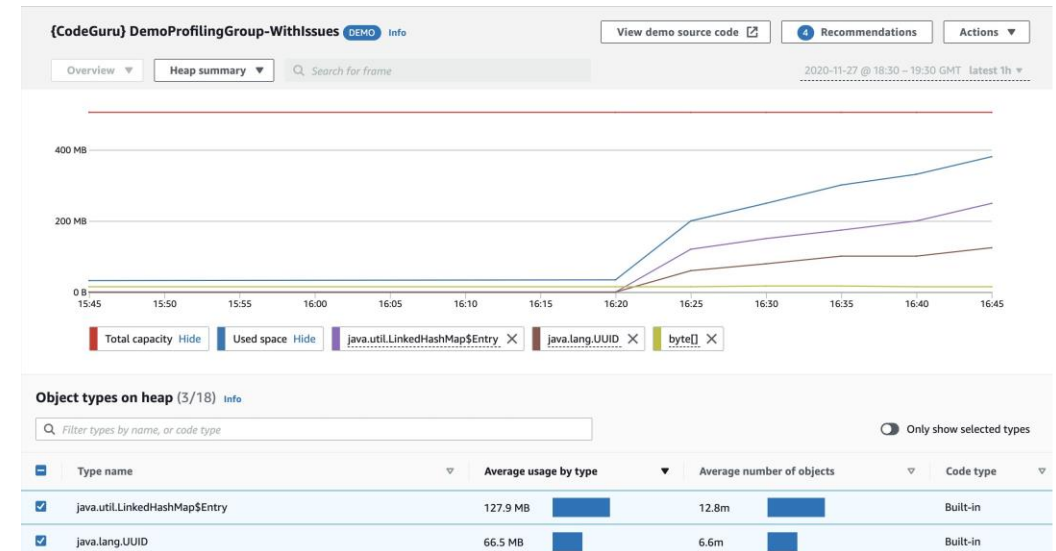 {CodeGuru} DemoProfilingGroup-WithIssues DEMO Info
View demo source code
4 Recommendations
Actions
Overview
Heap summary
Search for frame
2020-11-27 @ 18:30 – 19:30 GMT latest 1h
400 MB
200 MB
0 B
15:45 15:50 15:55 16:00 16:05 16:10 16:15 16:20 16:25 16:30 16:35 16:40 16:45
Total capacity Hide
Used space Hide
java.util.LinkedHashMap$Entry
java.lang.UUID
byte[]
Object types on heap (3/18) Info
Filter types by name, or code type
Only show selected types
Type name Average usage by type Average number of objects Code type
java.util.LinkedHashMap$Entry 127.9 MB 12.8m Built-in
java.lang.UUID 66.5 MB 6.6m Built-in